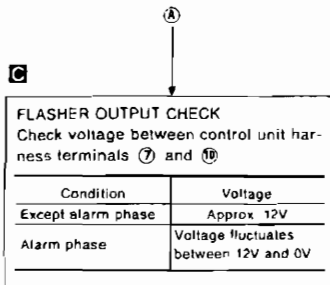 Ⓐ
C
FLASHER OUTPUT CHECK
Check voltage between control unit har-
ness terminals ⑦ and ⑩
Condition Voltage
Except alarm phase Approx. 12V
Alarm phase Voltage fluctuates
between 12V and 0V